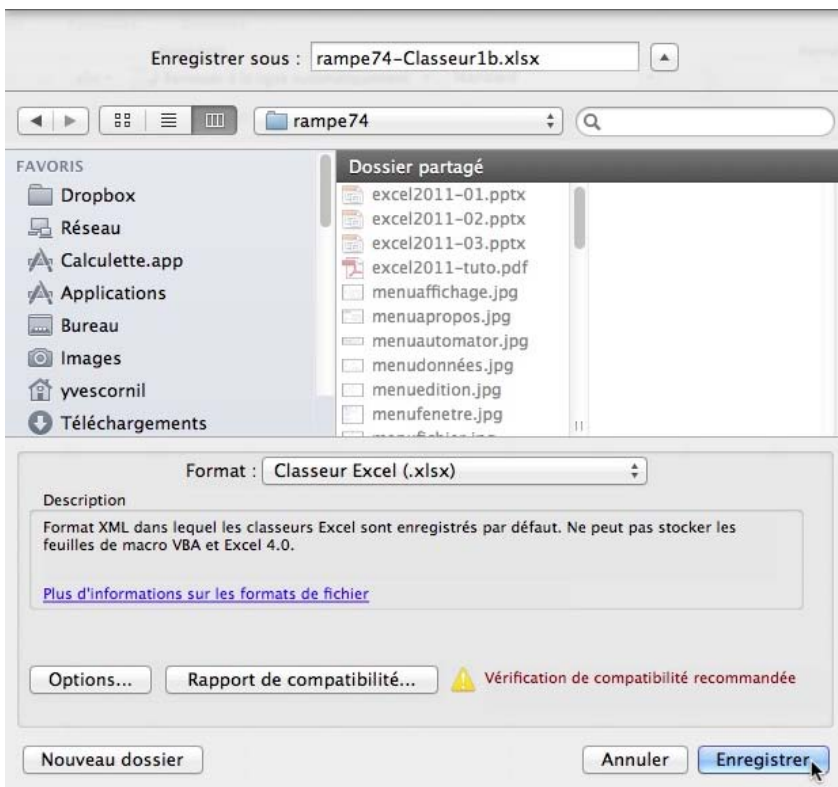 Enregistrer sous : rampe74-Classeur1b.xlsx
rampe74
FAVORIS
Dropbox
Réseau
Calculette.app
Applications
Bureau
Images
yvescornil
Téléchargements
Dossier partagé
excel2011-01.pptx
excel2011-02.pptx
excel2011-03.pptx
excel2011-tuto.pdf
menuaffichage.jpg
menuapropos.jpg
menuautomator.jpg
menudonnées.jpg
menuedition.jpg
menufenetre.jpg
Format : Classeur Excel (.xlsx)
Description
Format XML dans lequel les classeurs Excel sont enregistrés par défaut. Ne peut pas stocker les
feuilles de macro VBA et Excel 4.0.
Plus d'informations sur les formats de fichier
Options... Rapport de compatibilité... Vérification de compatibilité recommandée
Nouveau dossier Annuler Enregistrer